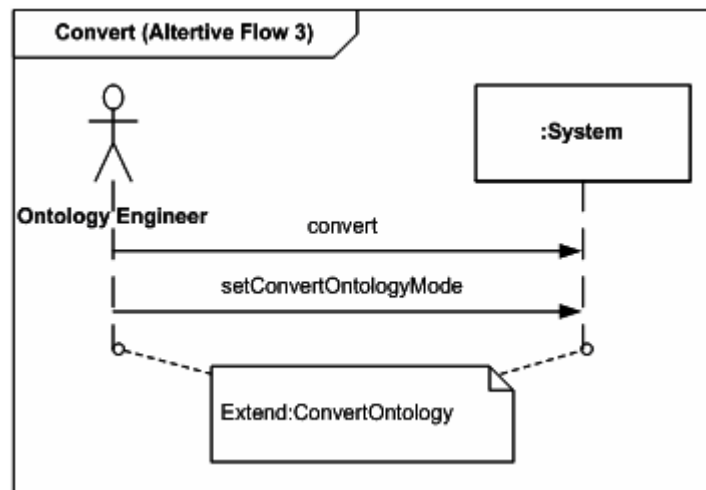 Convert (Altertive Flow 3)
:System
Ontology Engineer
convert
setConvertOntologyMode
Extend:ConvertOntology